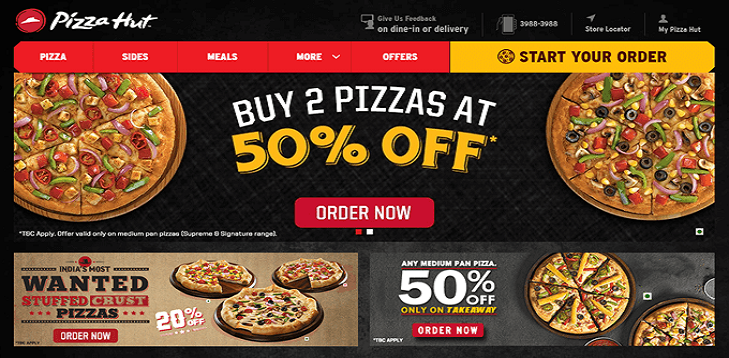 Pizza Hut
Give Us Feedback
on dine-in or delivery
3988-3988
Store Locator
My Pizza Hut
PIZZA
SIDES
MEALS
MORE
OFFERS
START YOUR ORDER
BUY 2 PIZZAS AT
50% OFF*
ORDER NOW
*T&C Apply. Offer valid only on medium pan pizzas (Supreme & Signature range).
INDIA'S MOST
WANTED
STUFFED CRUST
PIZZAS
20% OFF
ORDER NOW
*T&C APPLY
ANY MEDIUM PAN PIZZA.
50% OFF
ONLY ON TAKEAWAY
ORDER NOW
*T&C APPLY